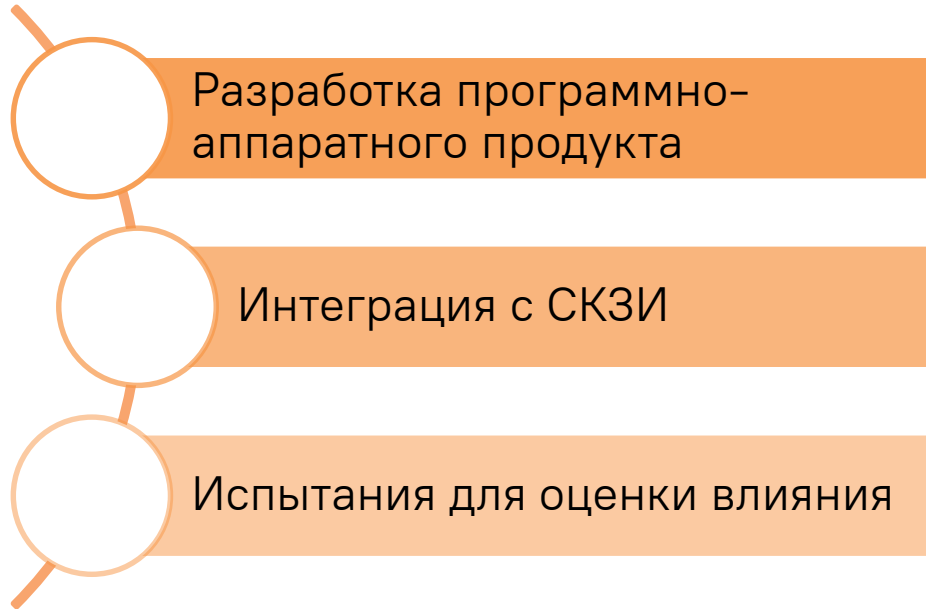 Разработка программно-
аппаратного продукта
Интеграция с СКЗИ
Испытания для оценки влияния